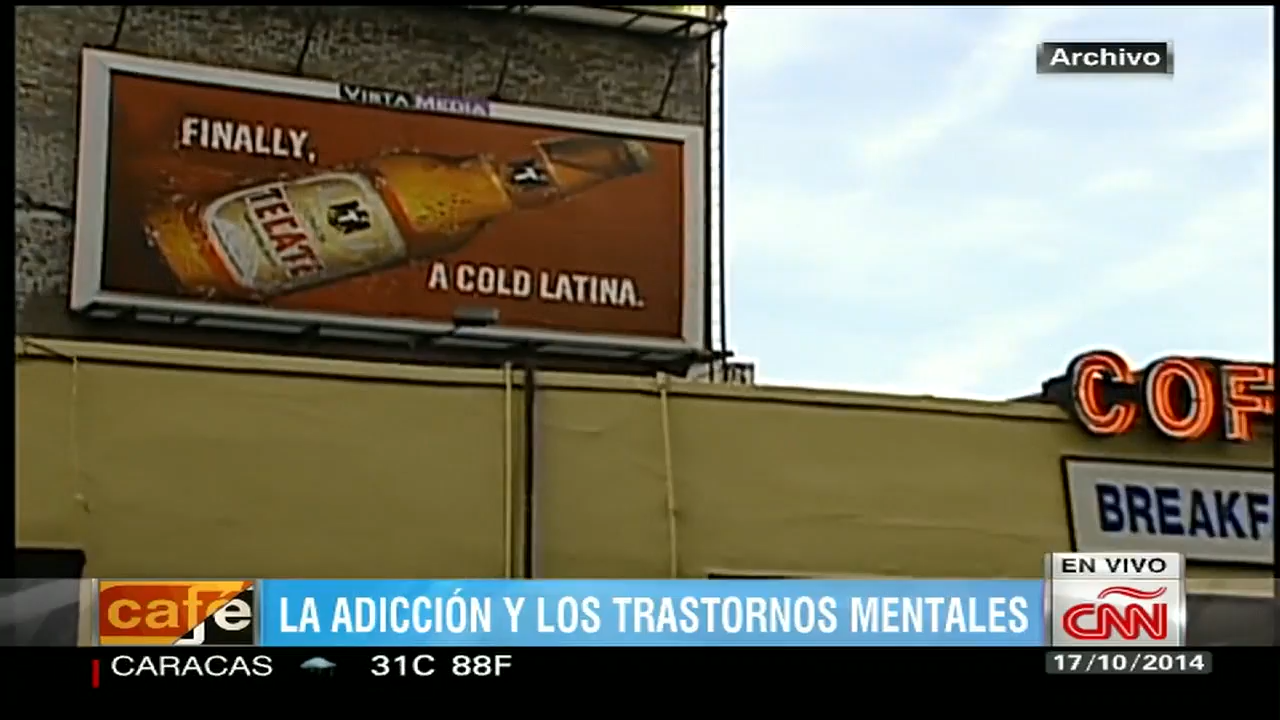 Archivo
VISTA MEDIA
FINALLY,
TECATE
A COLD LATINA.
COF
BREAKF
EN VIVO
café
LA ADICCIÓN Y LOS TRASTORNOS MENTALES
CNN
CARACAS 31C 88F
17/10/2014